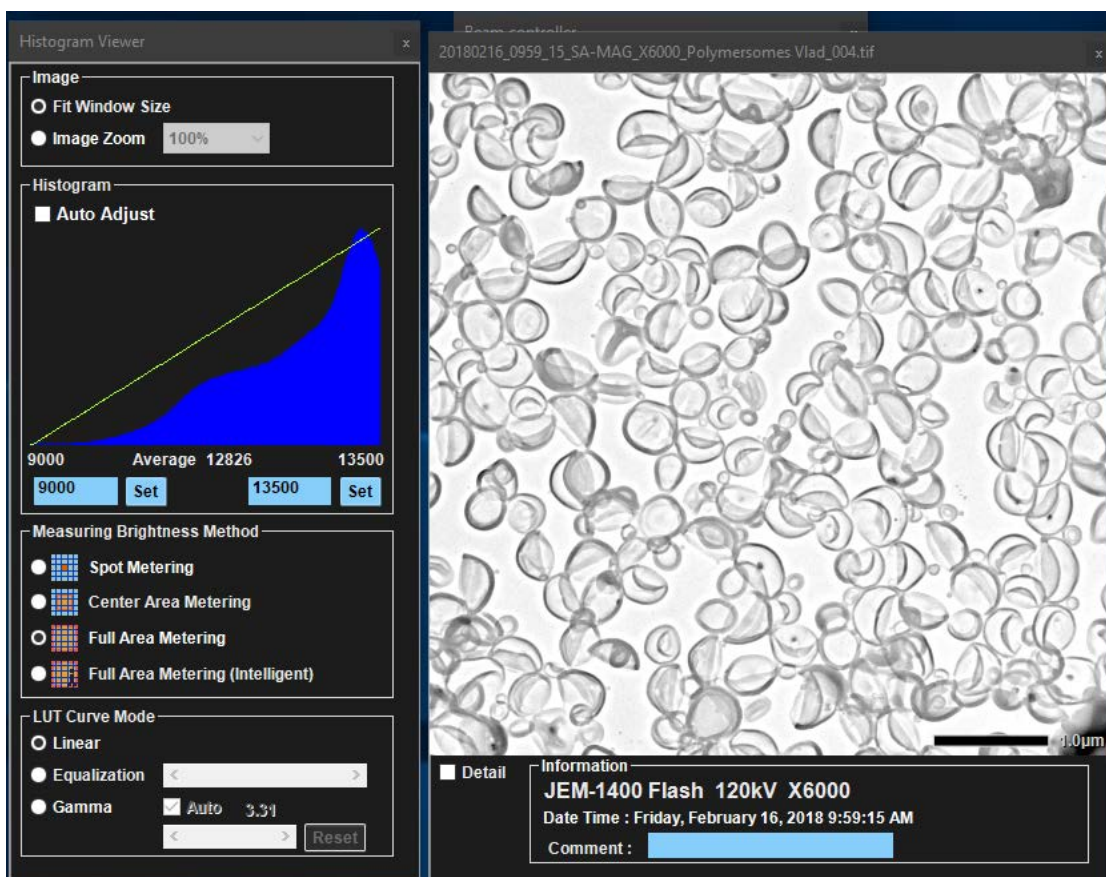 Beam controller
Histogram Viewer
x
Image
Fit Window Size
Image Zoom
100%
Histogram
Auto Adjust
9000 Average 12826 13500
9000 Set 13500 Set
Measuring Brightness Method
Spot Metering
Center Area Metering
Full Area Metering
Full Area Metering (Intelligent)
LUT Curve Mode
Linear
Equalization < >
Gamma Auto 3.31
< > Reset
20180216_0959_15_SA-MAG_X6000_Polymersomes Vlad_004.tif
x
1.0μm
Detail
Information
JEM-1400 Flash 120kV X6000
Date Time : Friday, February 16, 2018 9:59:15 AM
Comment :